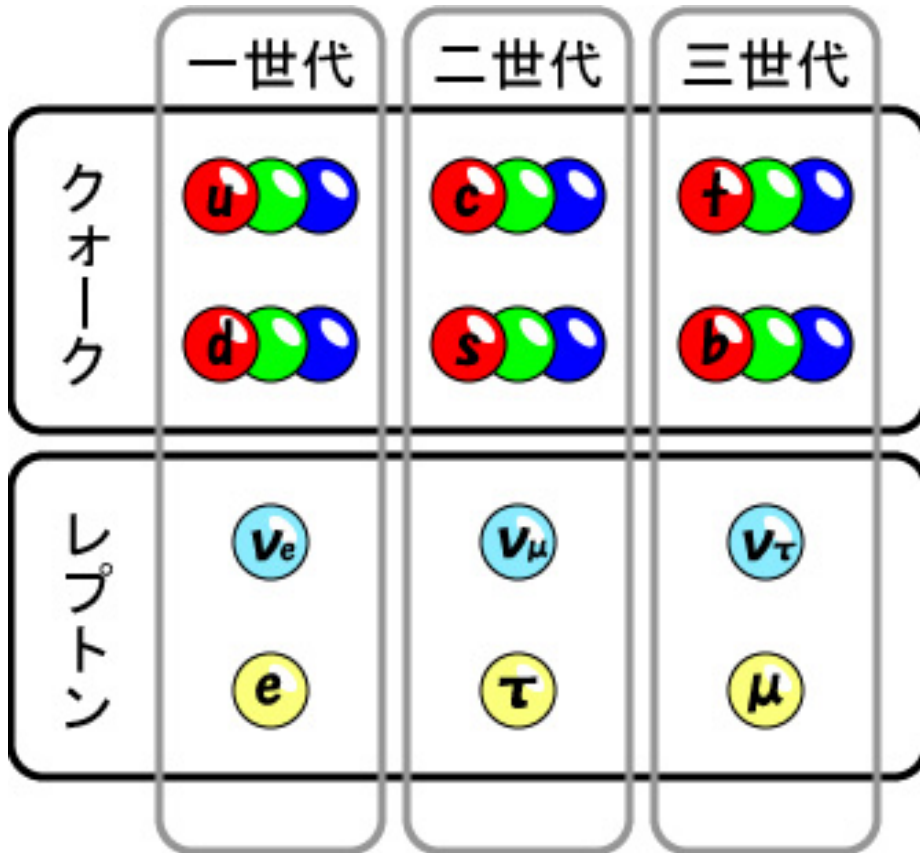 一世代 二世代 三世代
クォーク
u c t
d s b
レプトン
νe νμ ντ
e τ μ